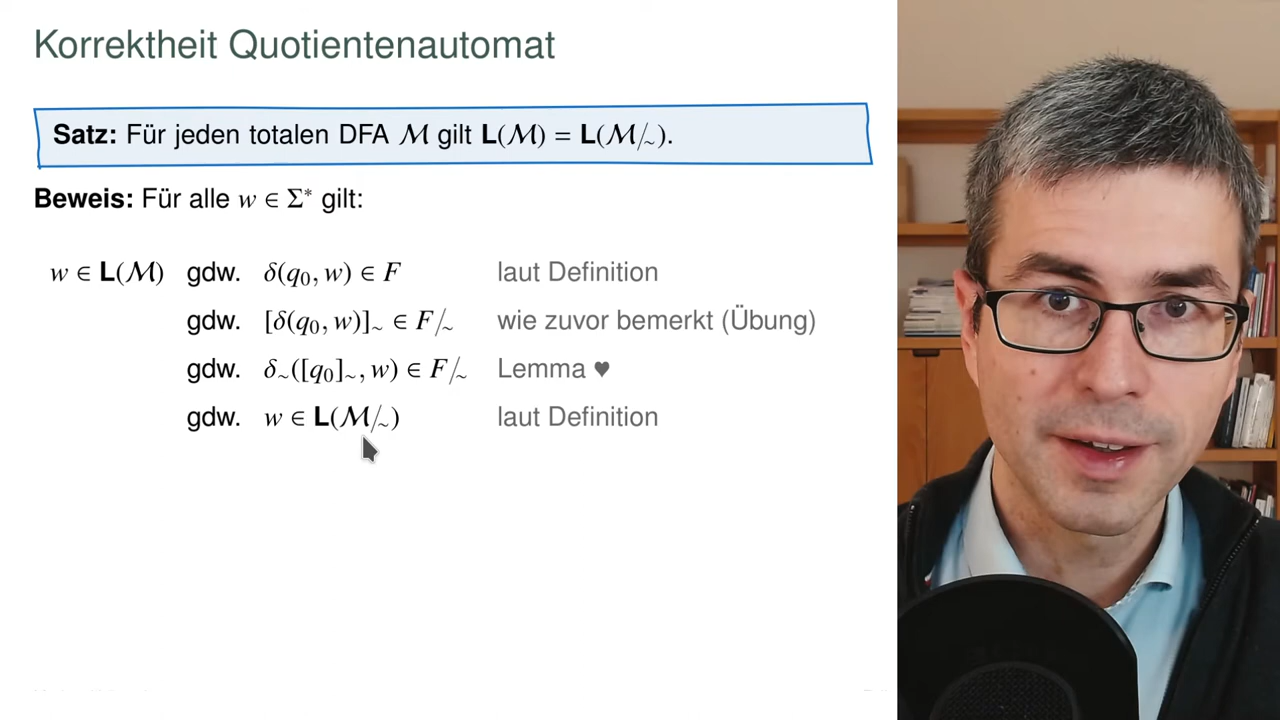 Korrektheit Quotientenautomat
Satz: Für jeden totalen DFA ℳ gilt L(ℳ) = L(ℳ/∼).
Beweis: Für alle w ∈ Σ* gilt:
w ∈ L(ℳ) gdw. δ(q₀, w) ∈ F laut Definition
gdw. [δ(q₀, w)]∼ ∈ F/∼ wie zuvor bemerkt (Übung)
gdw. δ∼([q₀]∼, w) ∈ F/∼ Lemma ♥
gdw. w ∈ L(ℳ/∼) laut Definition